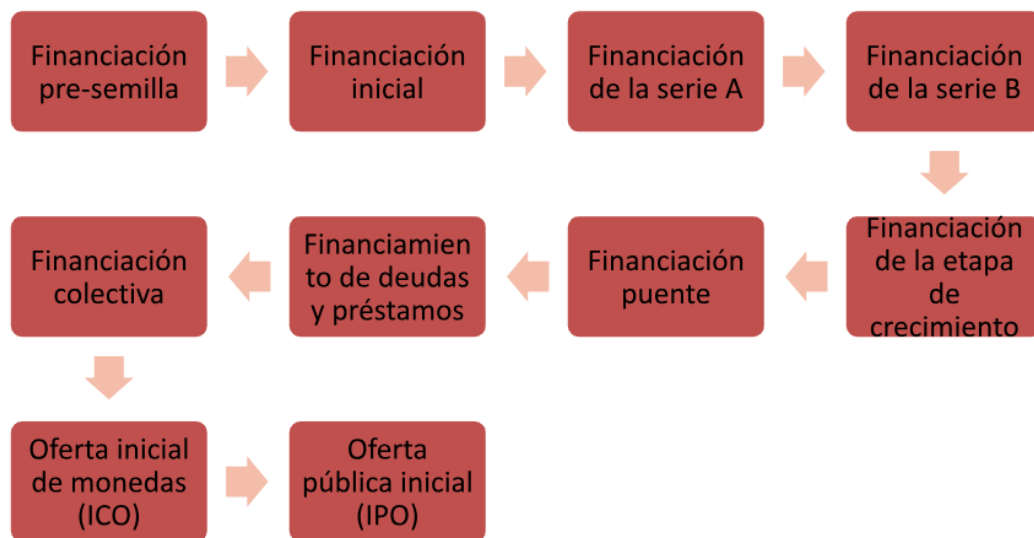 Financiación
pre-semilla
Financiación
inicial
Financiación
de la serie A
Financiación
de la serie B
Financiación
de la etapa
de
crecimiento
Financiación
puente
Financiamien
to de deudas
y préstamos
Financiación
colectiva
Oferta inicial
de monedas
(ICO)
Oferta
pública inicial
(IPO)